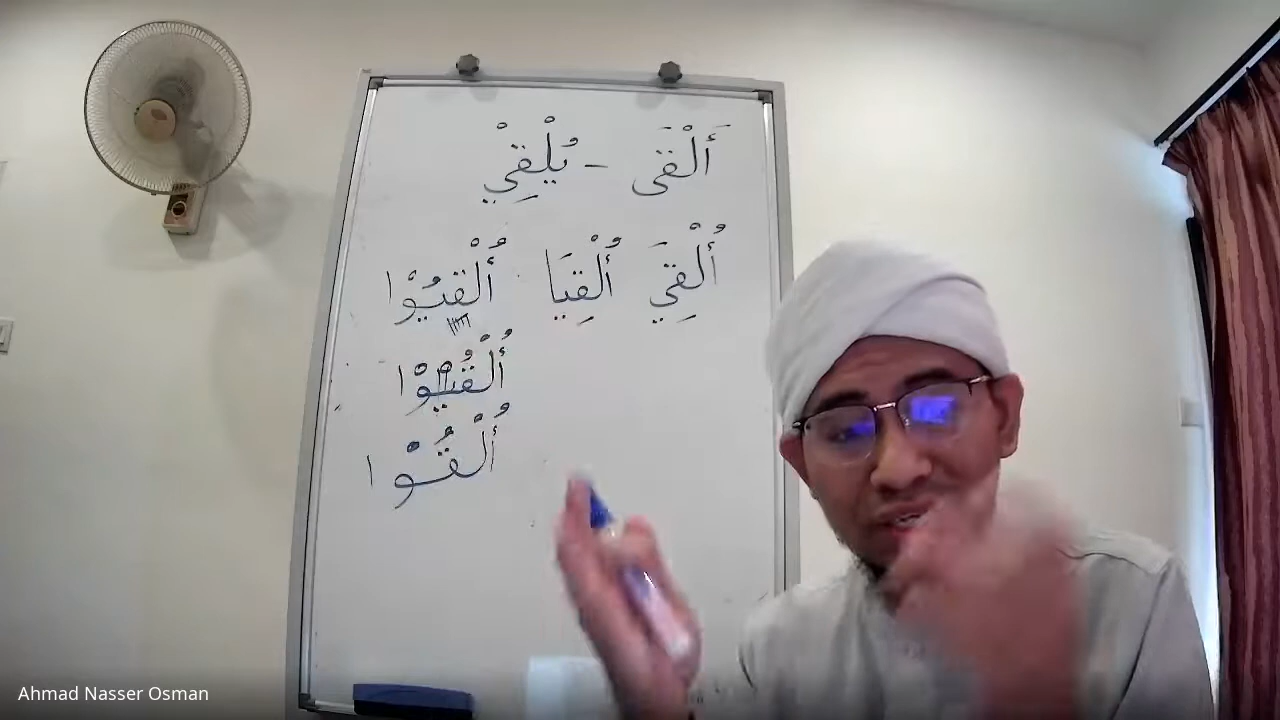 أَلْقَى - يُلْقِيْ
أُلْقِيَ أُلْقِيَا أُلْقِيُوْا
أُلْقُيْوْا
أُلْقُوْا
Ahmad Nasser Osman